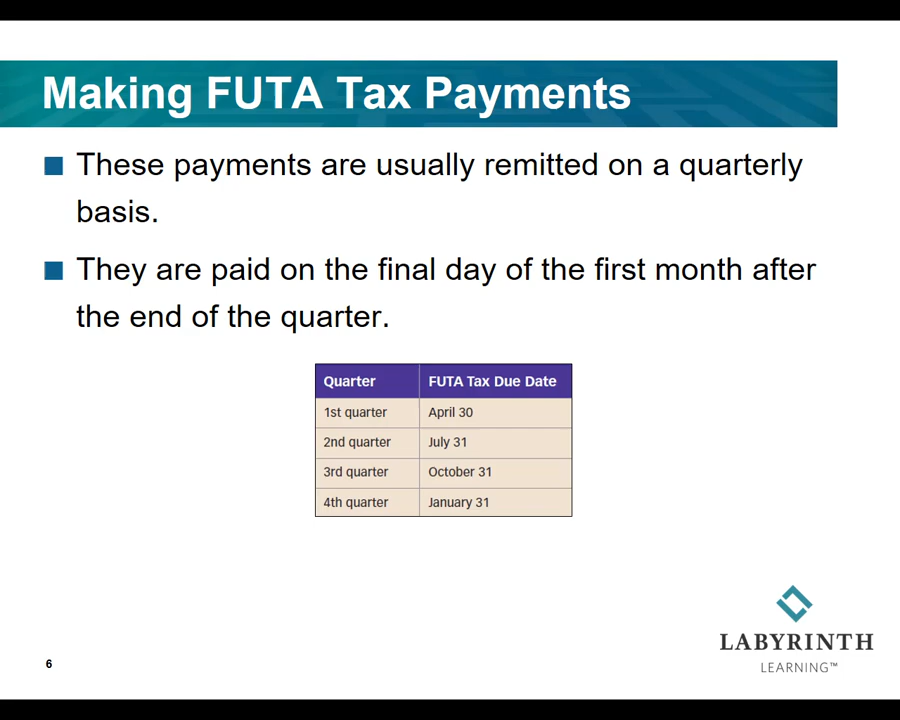 Making FUTA Tax Payments
These payments are usually remitted on a quarterly
basis.
They are paid on the final day of the first month after
the end of the quarter.
Quarter FUTA Tax Due Date
1st quarter April 30
2nd quarter July 31
3rd quarter October 31
4th quarter January 31
6
LABYRINTH
LEARNING™